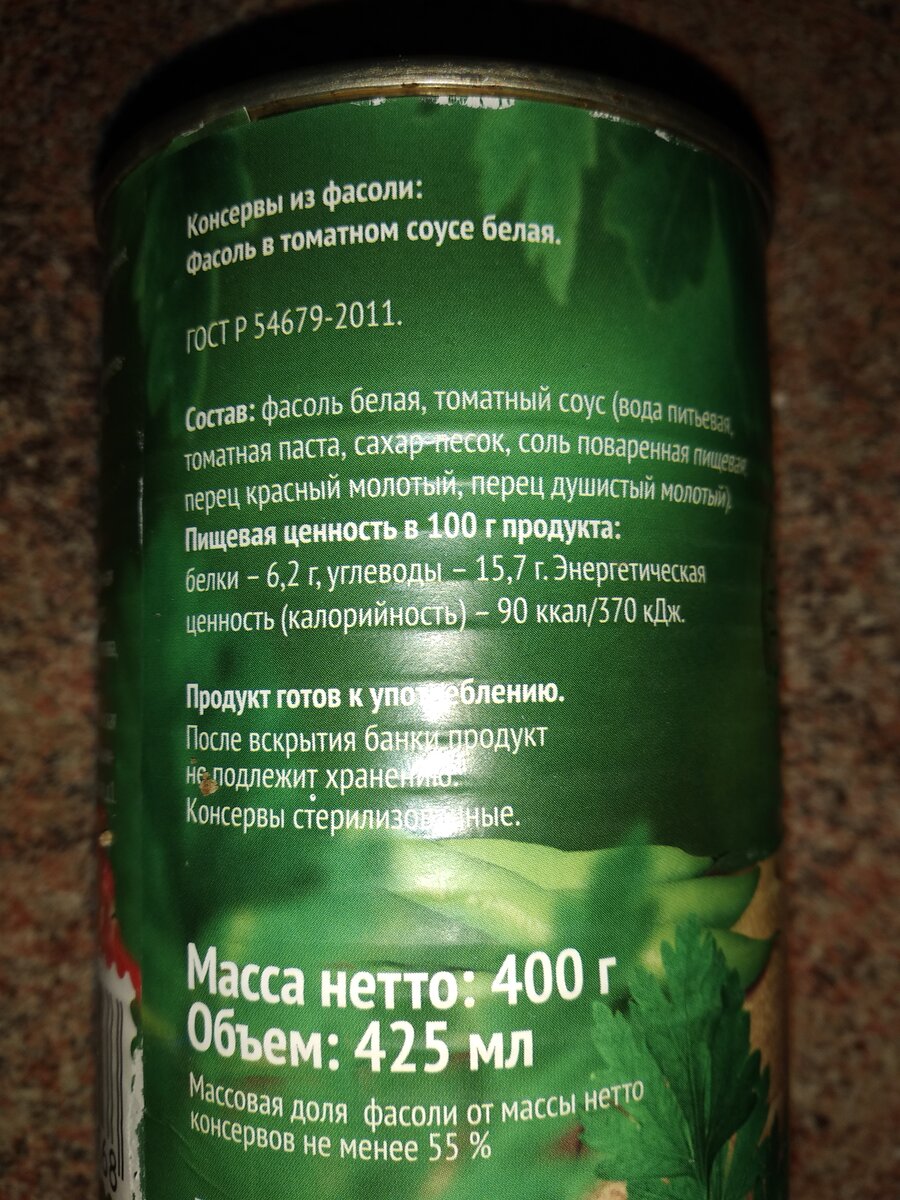 Консервы из фасоли:
Фасоль в томатном соусе белая.
ГОСТ Р 54679-2011.
Состав: фасоль белая, томатный соус (вода питьевая,
томатная паста, сахар-песок, соль поваренная пищевая,
перец красный молотый, перец душистый молотый).
Пищевая ценность в 100 г продукта:
белки – 6,2 г, углеводы – 15,7 г. Энергетическая
ценность (калорийность) – 90 ккал/370 кДж.
Продукт готов к употреблению.
После вскрытия банки продукт
не подлежит хранению.
Консервы стерилизованные.
Масса нетто: 400 г
Объем: 425 мл
Массовая доля фасоли от массы нетто
консервов не менее 55 %